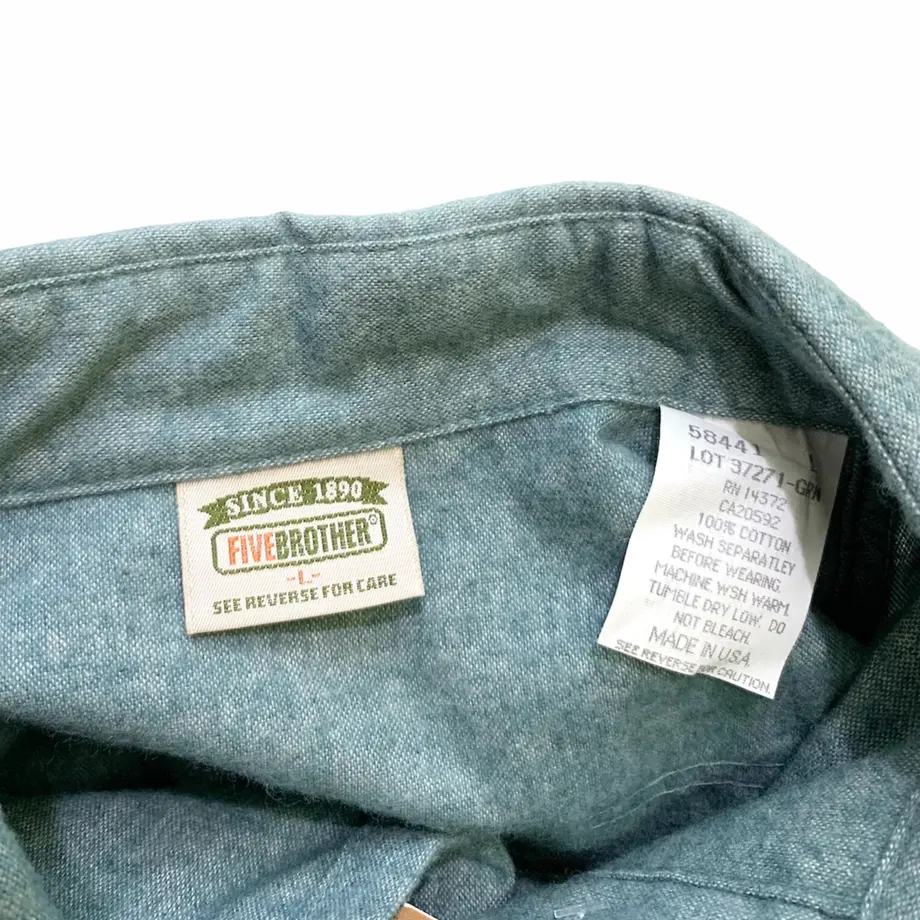 SINCE 1890
FIVEBROTHER®
-L-
SEE REVERSE FOR CARE
58441 L
LOT 37271-GRN
RN 14372
CA20592
100% COTTON
WASH SEPARATLEY
BEFORE WEARING.
MACHINE WSH WARM.
TUMBLE DRY LOW. DO
NOT BLEACH.
MADE IN USA
SEE REVERSE FOR CAUTION.